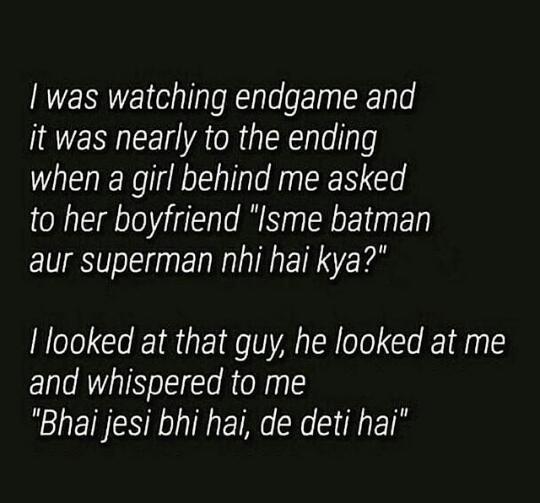 I was watching endgame and
it was nearly to the ending
when a girl behind me asked
to her boyfriend "Isme batman
aur superman nhi hai kya?"
I looked at that guy, he looked at me
and whispered to me
"Bhai jesi bhi hai, de deti hai"